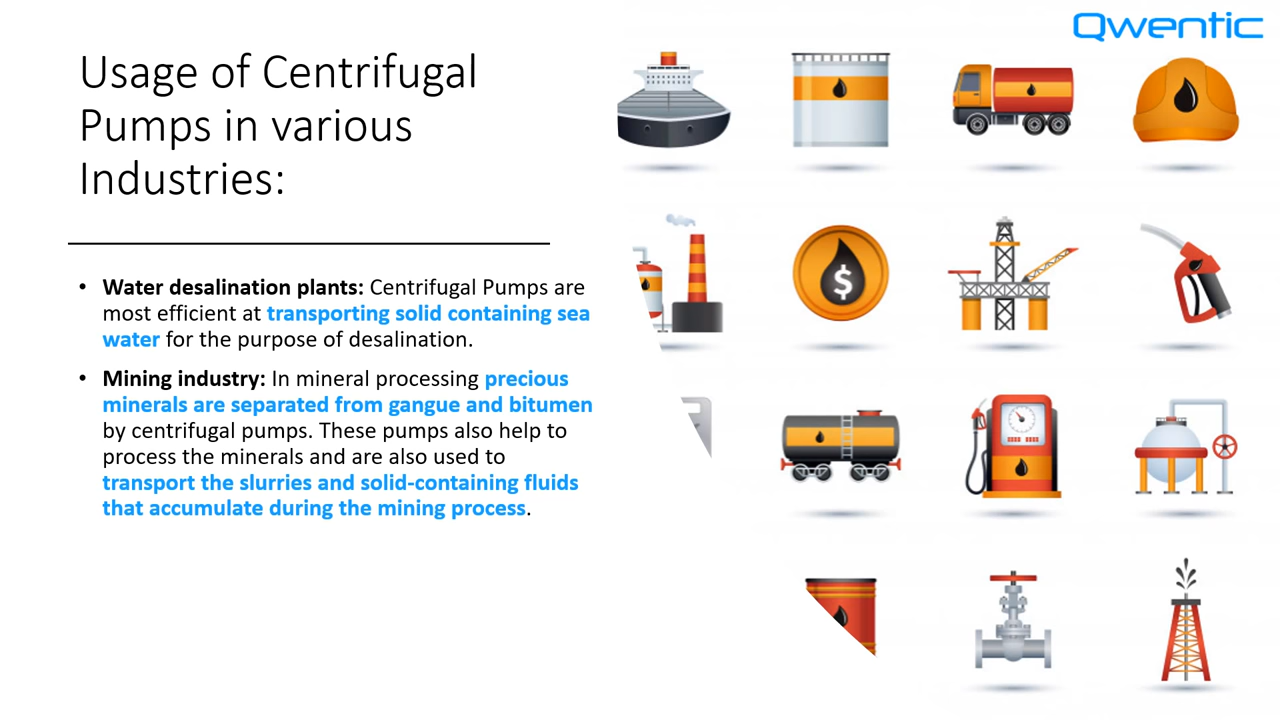 Qwentic
Usage of Centrifugal
Pumps in various
Industries:
• Water desalination plants: Centrifugal Pumps are
most efficient at transporting solid containing sea
water for the purpose of desalination.
• Mining industry: In mineral processing precious
minerals are separated from gangue and bitumen
by centrifugal pumps. These pumps also help to
process the minerals and are also used to
transport the slurries and solid-containing fluids
that accumulate during the mining process.
$